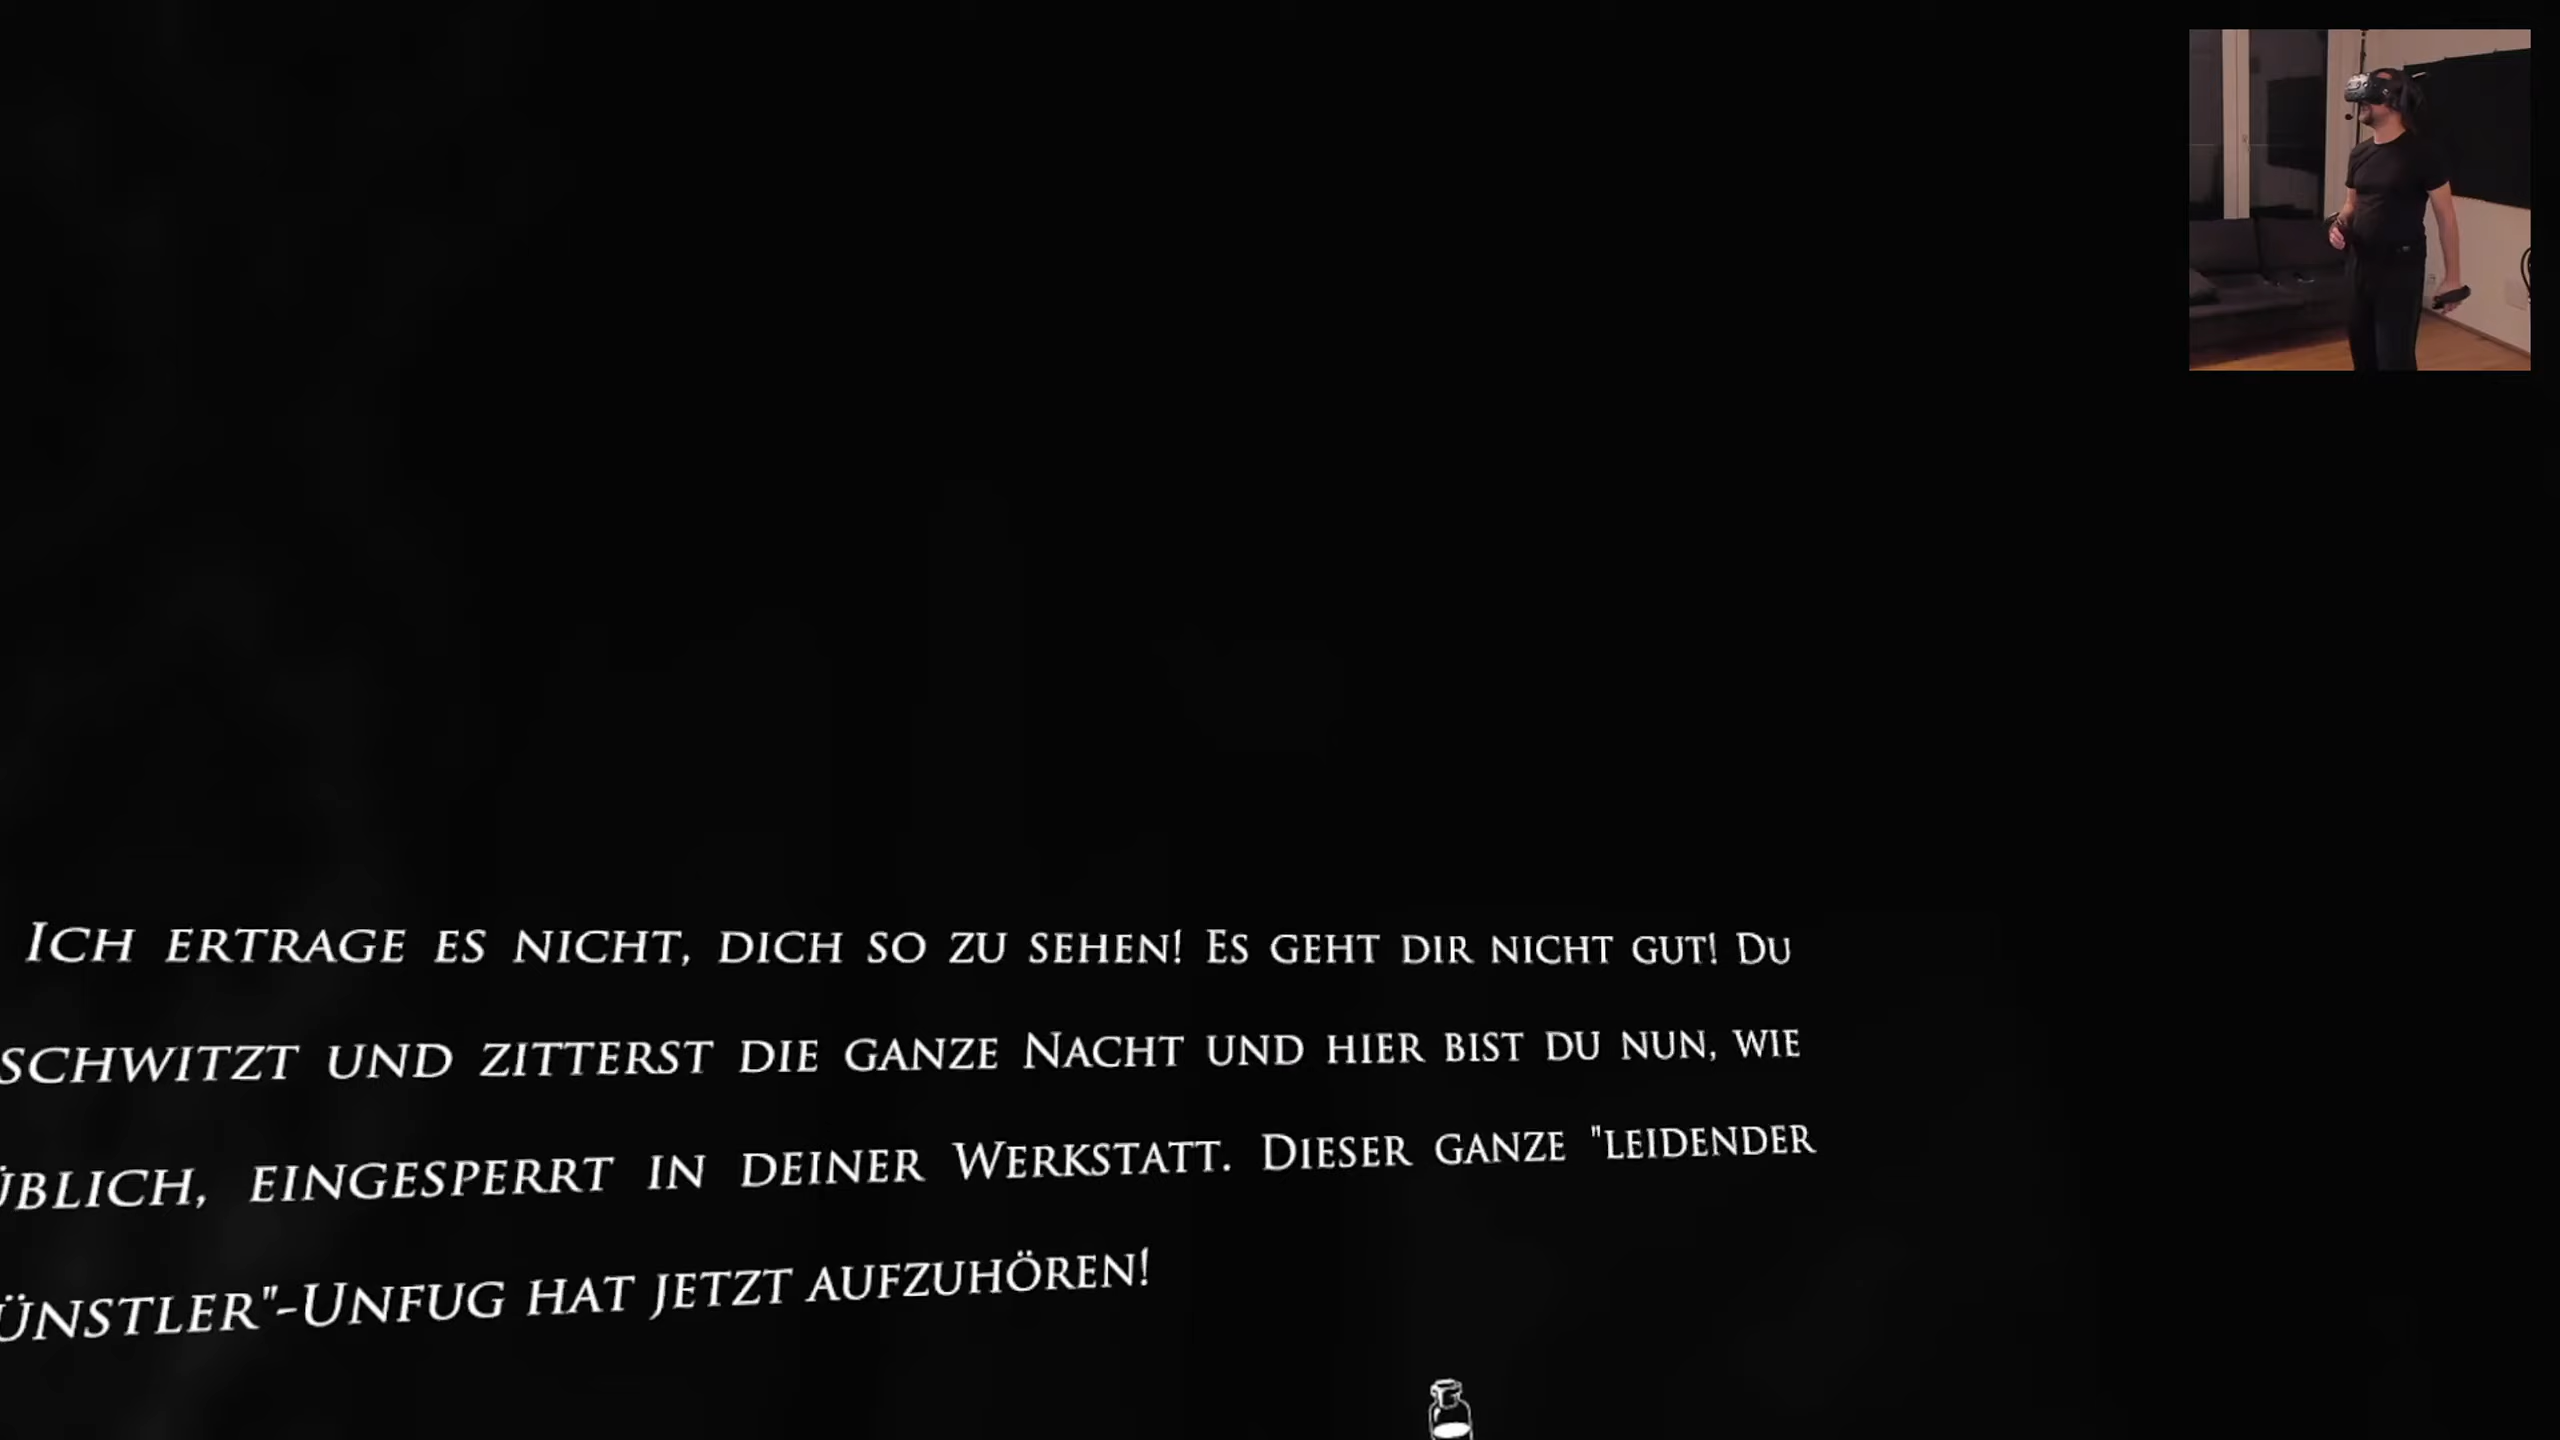 Ich ertrage es nicht, dich so zu sehen! Es geht dir nicht gut! Du
schwitzt und zitterst die ganze Nacht und hier bist du nun, wie
üblich, eingesperrt in deiner Werkstatt. Dieser ganze "leidender
ünstler"-Unfug hat jetzt aufzuhören!